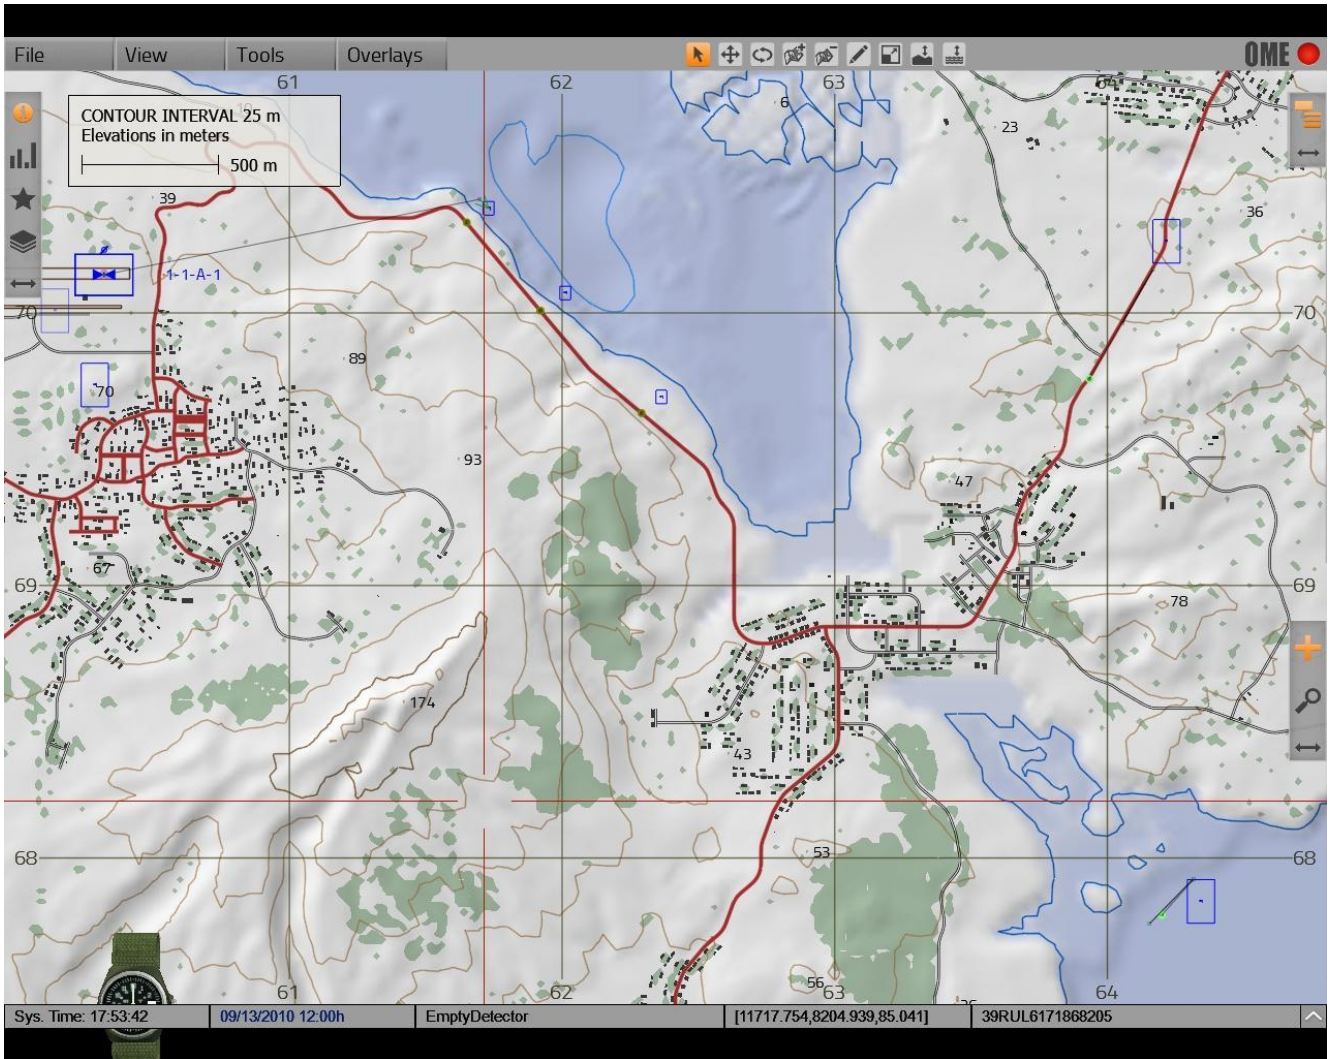 File View Tools Overlays OME
61 62 63 64
CONTOUR INTERVAL 25 m
Elevations in meters
500 m
6
23
39
36
1-1-A-1
70 70
89
70
93
47
67
69 69
78
174
43
53
68 68
56
61 62 63 64
Sys. Time: 17:53:42 09/13/2010 12:00h EmptyDetector [11717.754,8204.939,85.041] 39RUL6171868205